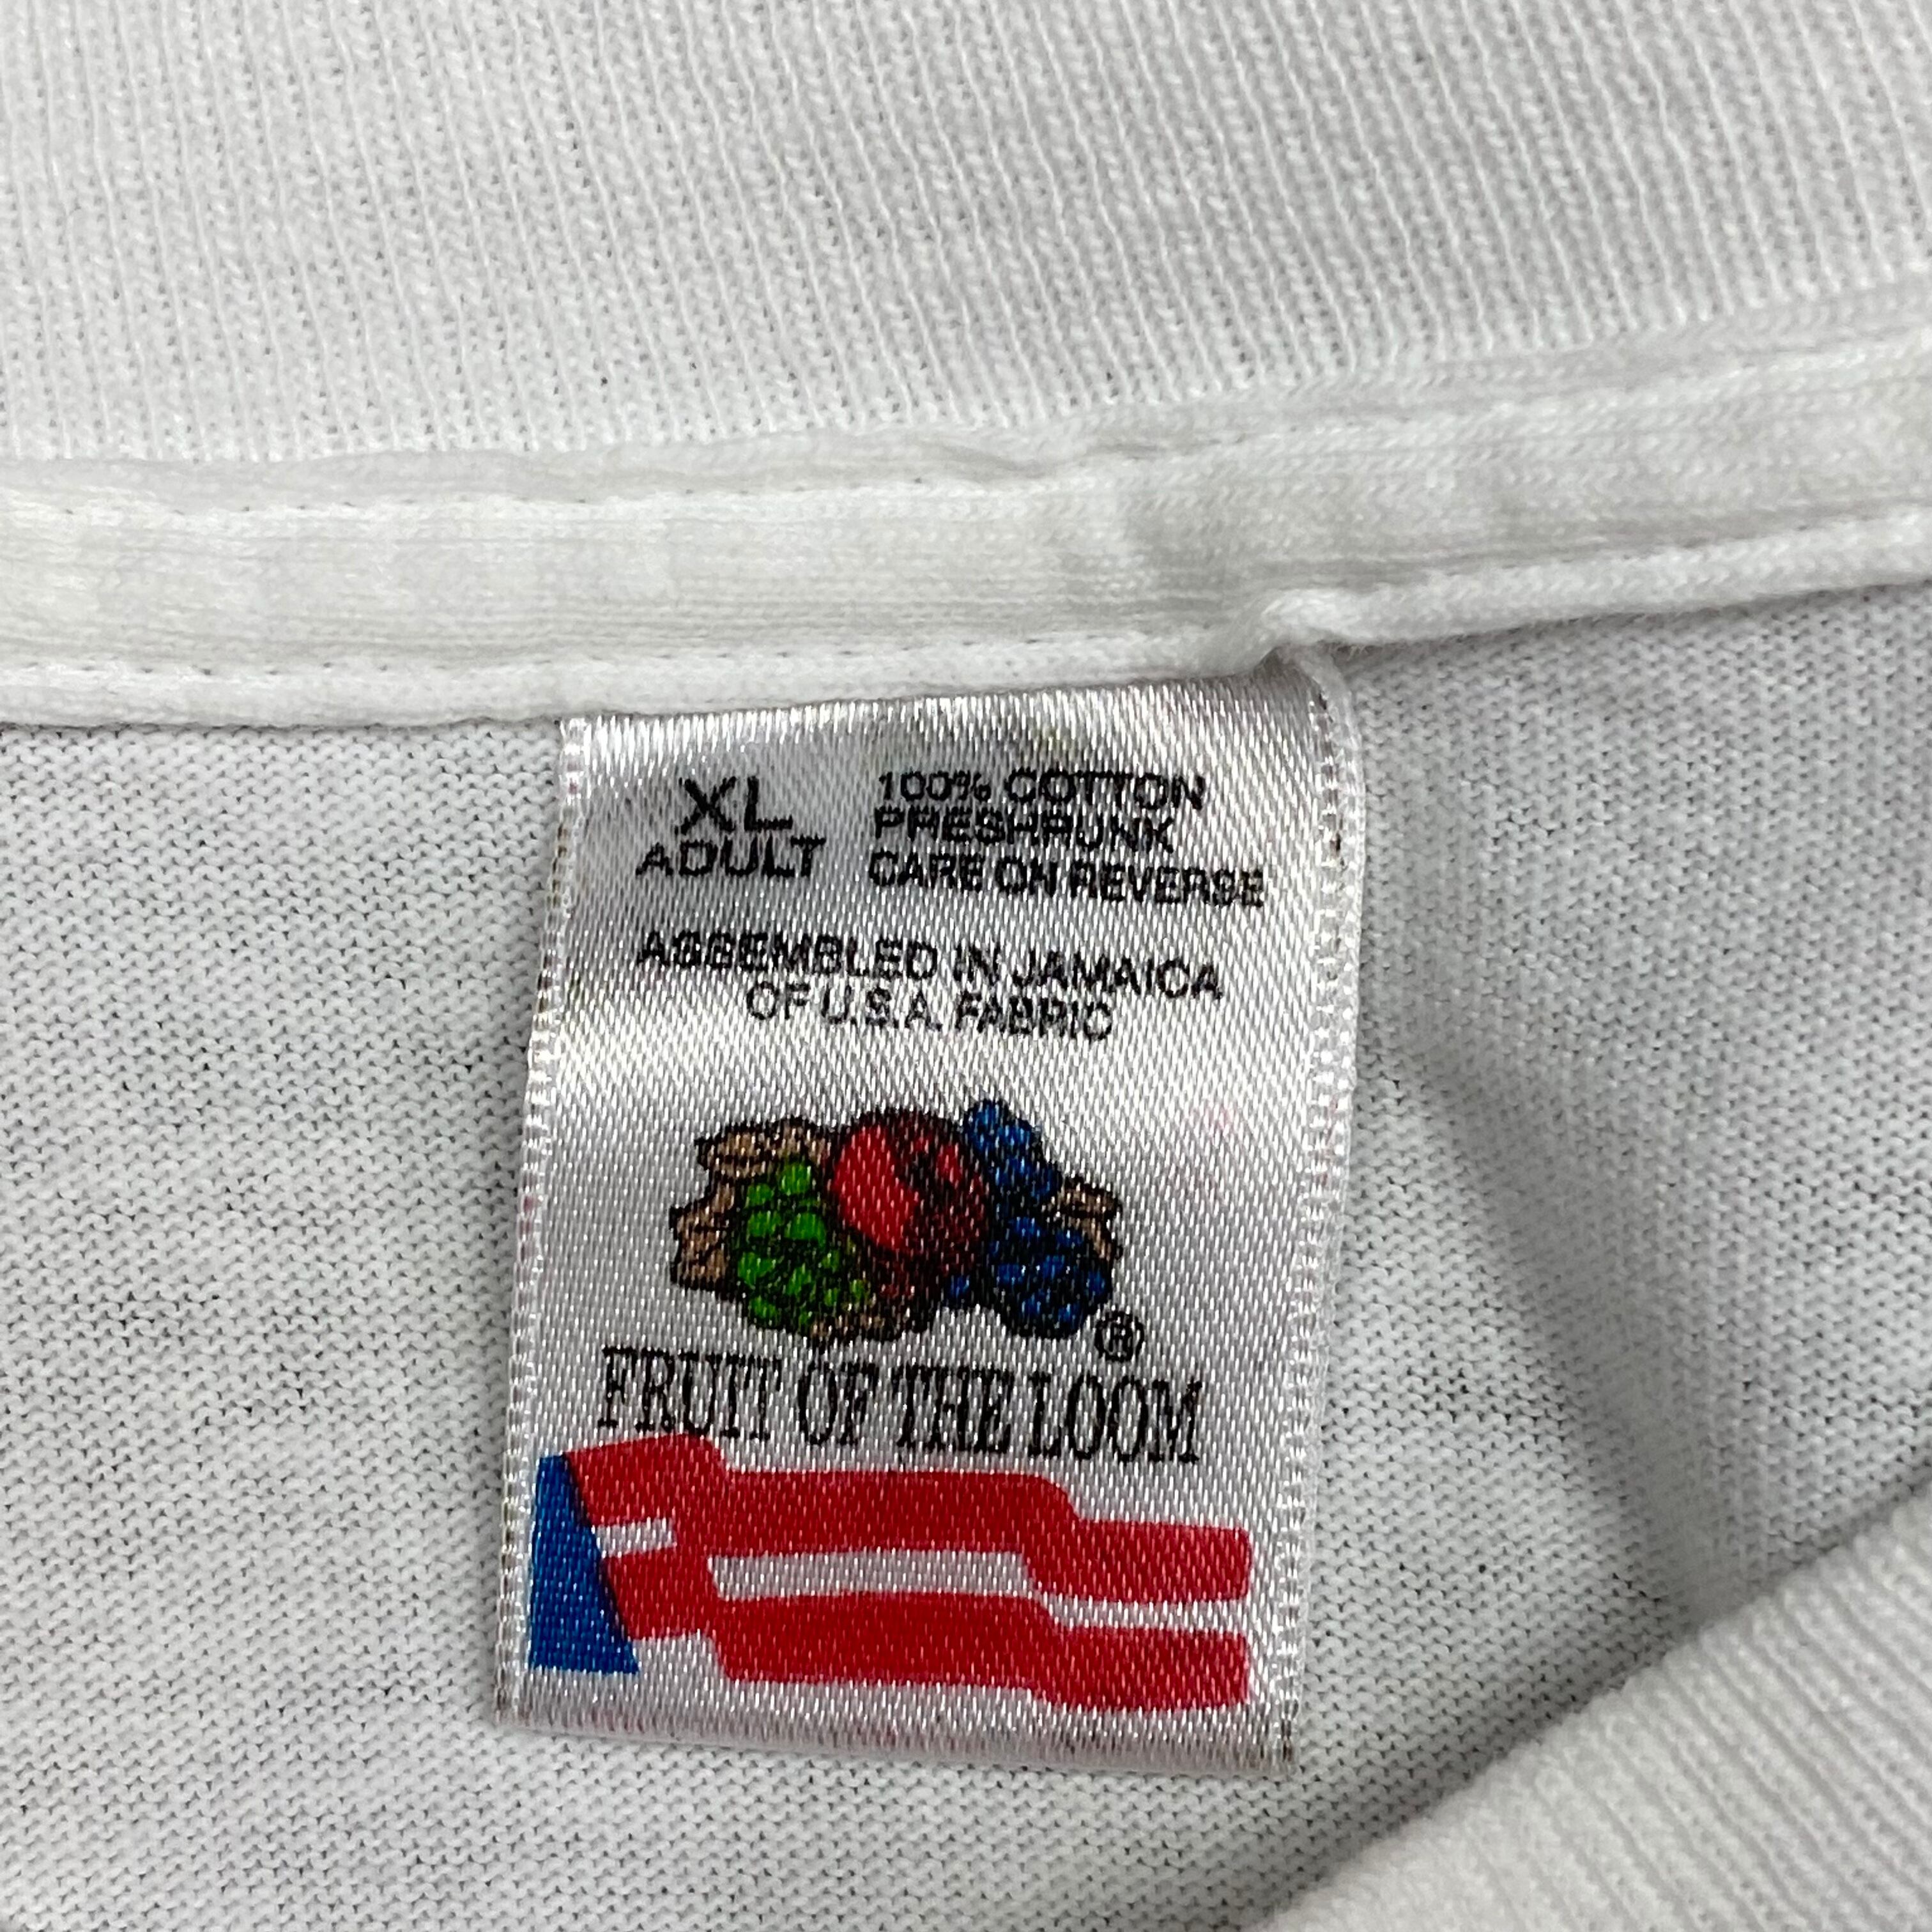 XL
ADULT
100% COTTON
PRESHRUNK
CARE ON REVERSE
ASSEMBLED IN JAMAICA
OF U.S.A. FABRIC
®
FRUIT OF THE LOOM